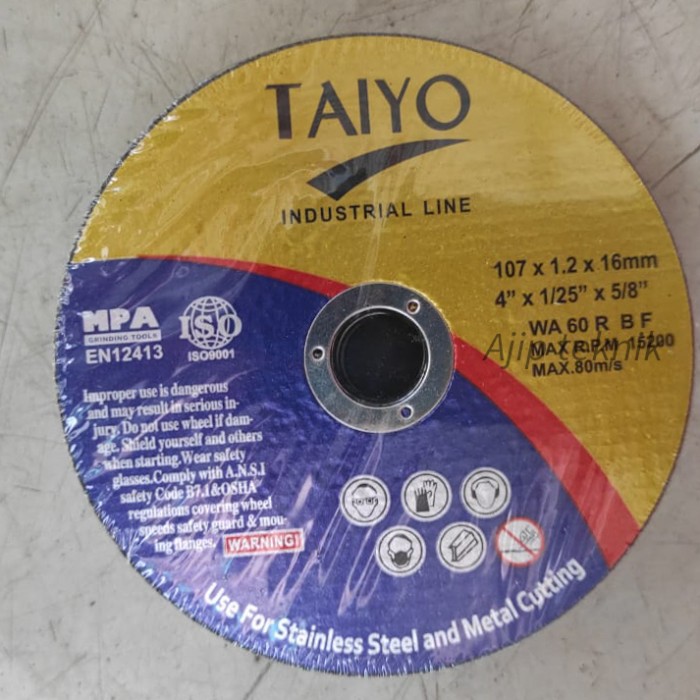 TAIYO
INDUSTRIAL LINE
107 x 1.2 x 16mm
4” x 1/25” x 5/8”
WA 60 R B F
MAX R.P.M 15200
MAX.80m/s
Ajip teknik
MPA
GRINDING TOOLS
EN12413
ISO
ISO9001
Improper use is dangerous
and may result in serious in-
jury. Do not use wheel if dam-
age. Shield yourself and others
when starting.Wear safety
glasses.Comply with A.N.S.I
safety Code B7.1&OSHA
regulations covering wheel
speeds safety guard & mou-
ing flanges. WARNING!
Use For Stainless Steel and Metal Cutting